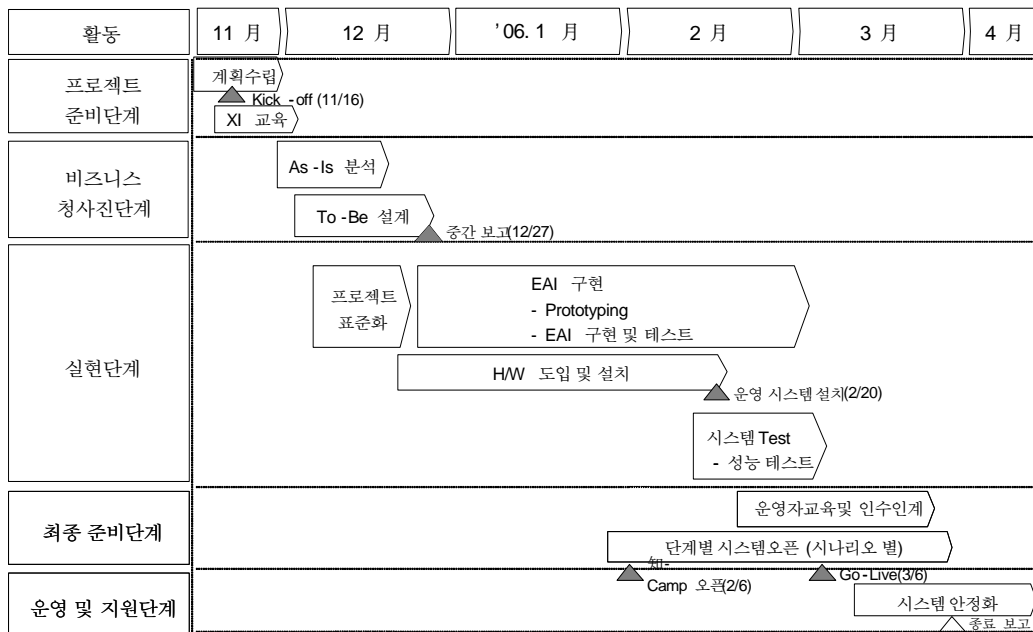 활동
11 月
12 月
'06. 1 月
2 月
3 月
4 月
프로젝트
준비단계
계획수립
Kick -off (11/16)
XI 교육
비즈니스
청사진단계
As -Is 분석
To -Be 설계
중간 보고(12/27)
실현단계
프로젝트
표준화
EAI 구현
- Prototyping
- EAI 구현 및 테스트
H/W 도입 및 설치
운영 시스템 설치(2/20)
시스템 Test
- 성능 테스트
최종 준비단계
운영자교육및 인수인계
단계별 시스템오픈 (시나리오 별)
知-
Camp 오픈(2/6)
Go -Live(3/6)
운영 및 지원단계
시스템 안정화
종료 보고